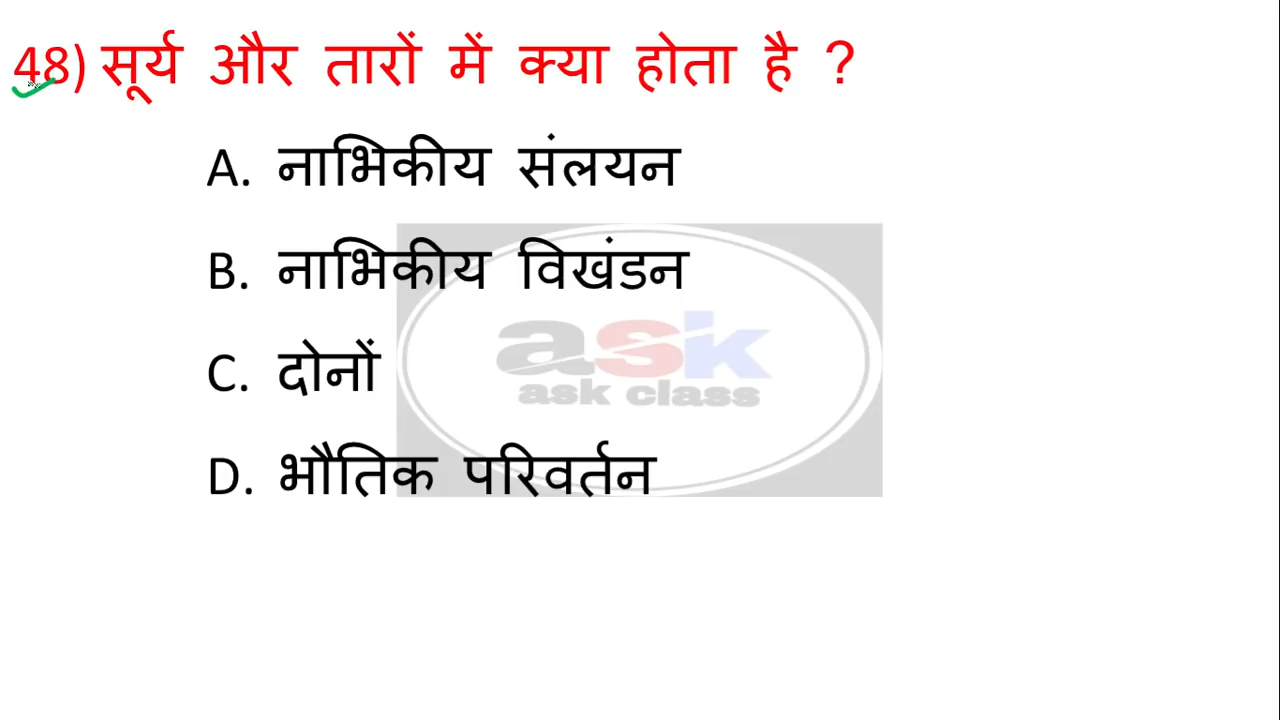 48) सूर्य और तारों में क्या होता है ?
A. नाभिकीय संलयन
B. नाभिकीय विखंडन
C. दोनों
ask
ask class
D. भौतिक परिवर्तन